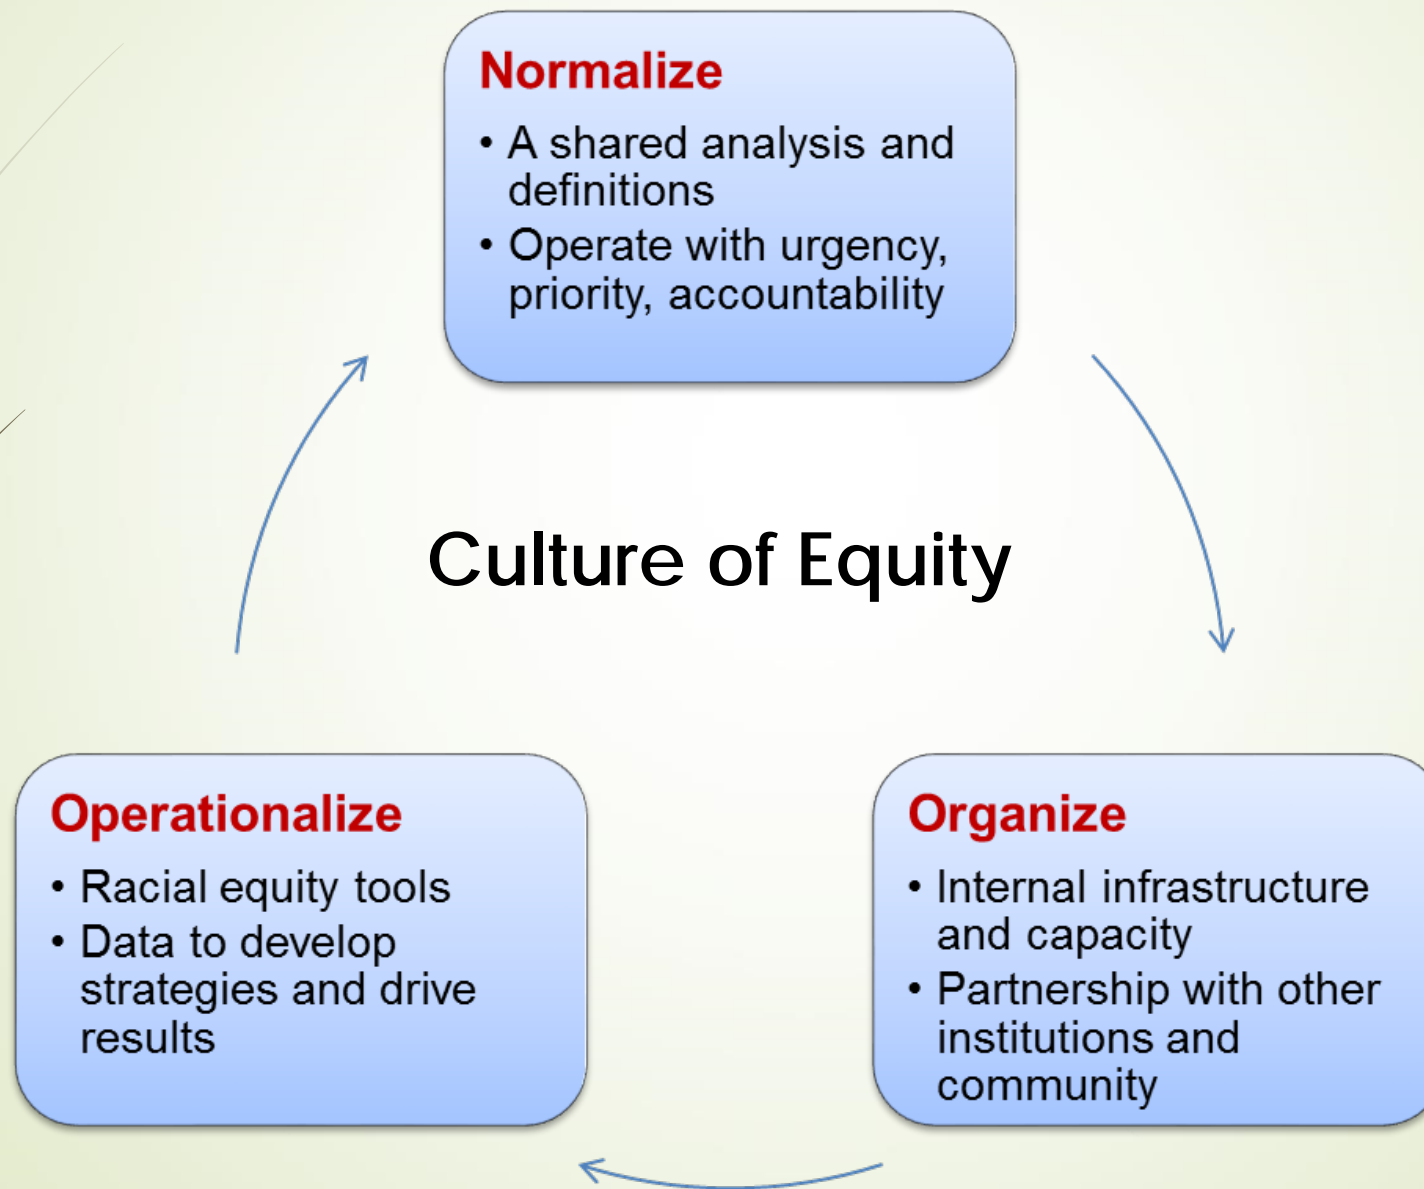 Normalize
• A shared analysis and
definitions
• Operate with urgency,
priority, accountability
Culture of Equity
Operationalize
• Racial equity tools
• Data to develop
strategies and drive
results
Organize
• Internal infrastructure
and capacity
• Partnership with other
institutions and
community